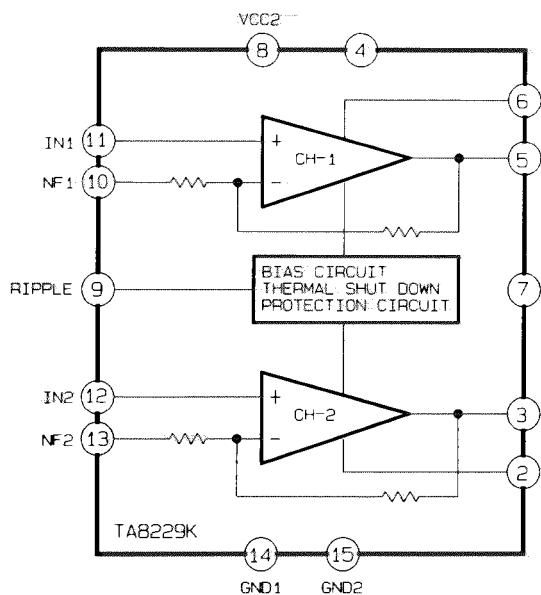 VCC2
8
4
6
IN1 11
+
CH-1
5
NF1 10
−
BIAS CIRCUIT
RIPPLE 9
THERMAL SHUT DOWN
7
PROTECTION CIRCUIT
IN2 12
+
CH-2
3
NF2 13
−
2
TA8229K
14
15
GND1
GND2